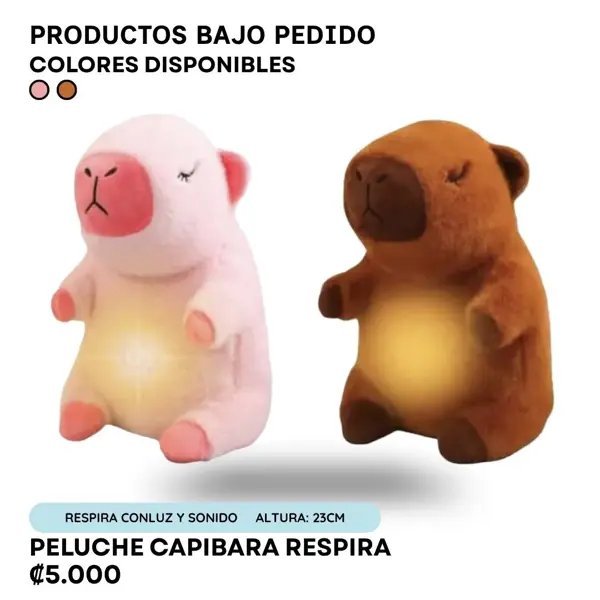 PRODUCTOS BAJO PEDIDO
COLORES DISPONIBLES
RESPIRA CONLUZ Y SONIDO ALTURA: 23CM
PELUCHE CAPIBARA RESPIRA
₡5.000